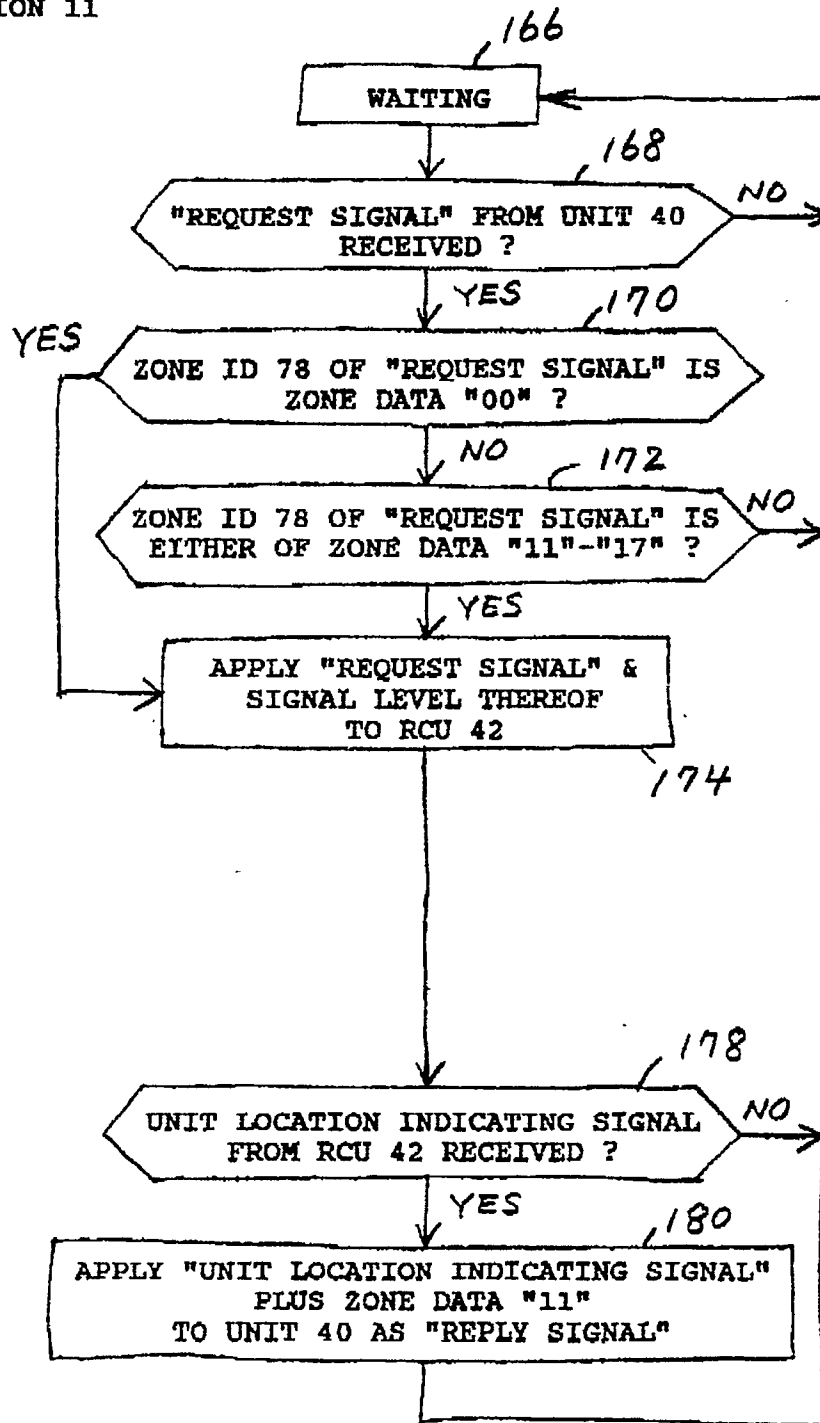 ION 11
166
WAITING
168
"REQUEST SIGNAL" FROM UNIT 40
RECEIVED ?
NO
YES
170
YES
ZONE ID 78 OF "REQUEST SIGNAL" IS
ZONE DATA "00" ?
NO
172
ZONE ID 78 OF "REQUEST SIGNAL" IS
EITHER OF ZONE DATA "11"-"17" ?
NO
YES
APPLY "REQUEST SIGNAL" &
SIGNAL LEVEL THEREOF
TO RCU 42
174
178
UNIT LOCATION INDICATING SIGNAL
FROM RCU 42 RECEIVED ?
NO
YES
180
APPLY "UNIT LOCATION INDICATING SIGNAL"
PLUS ZONE DATA "11"
TO UNIT 40 AS "REPLY SIGNAL"